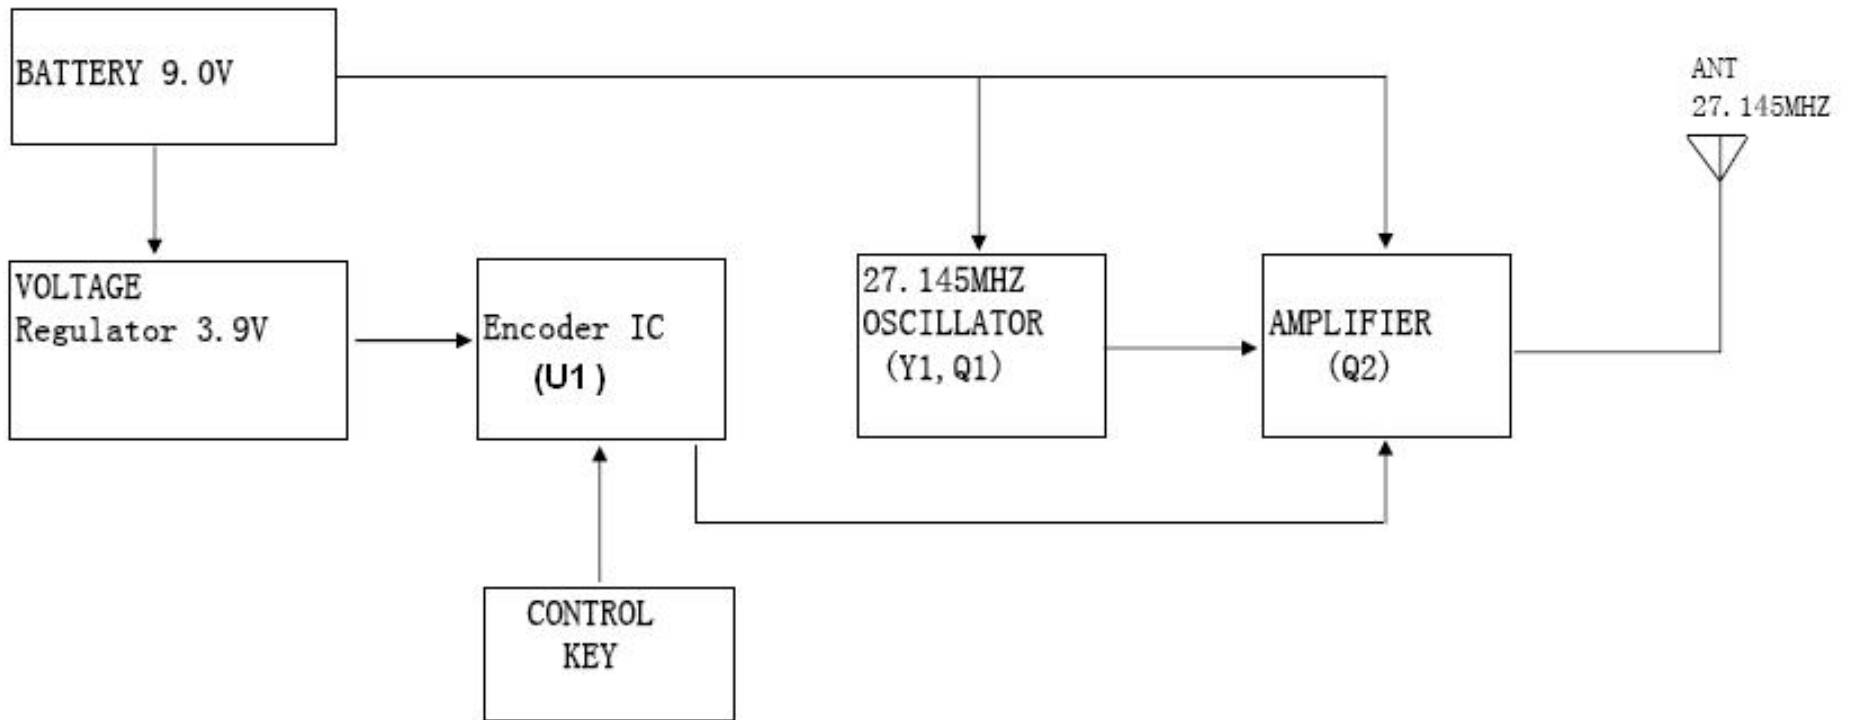 BATTERY 9.0V
ANT
27.145MHZ
VOLTAGE
Regulator 3.9V
Encoder IC
(U1)
27.145MHZ
OSCILLATOR
(Y1,Q1)
AMPLIFIER
(Q2)
CONTROL
KEY